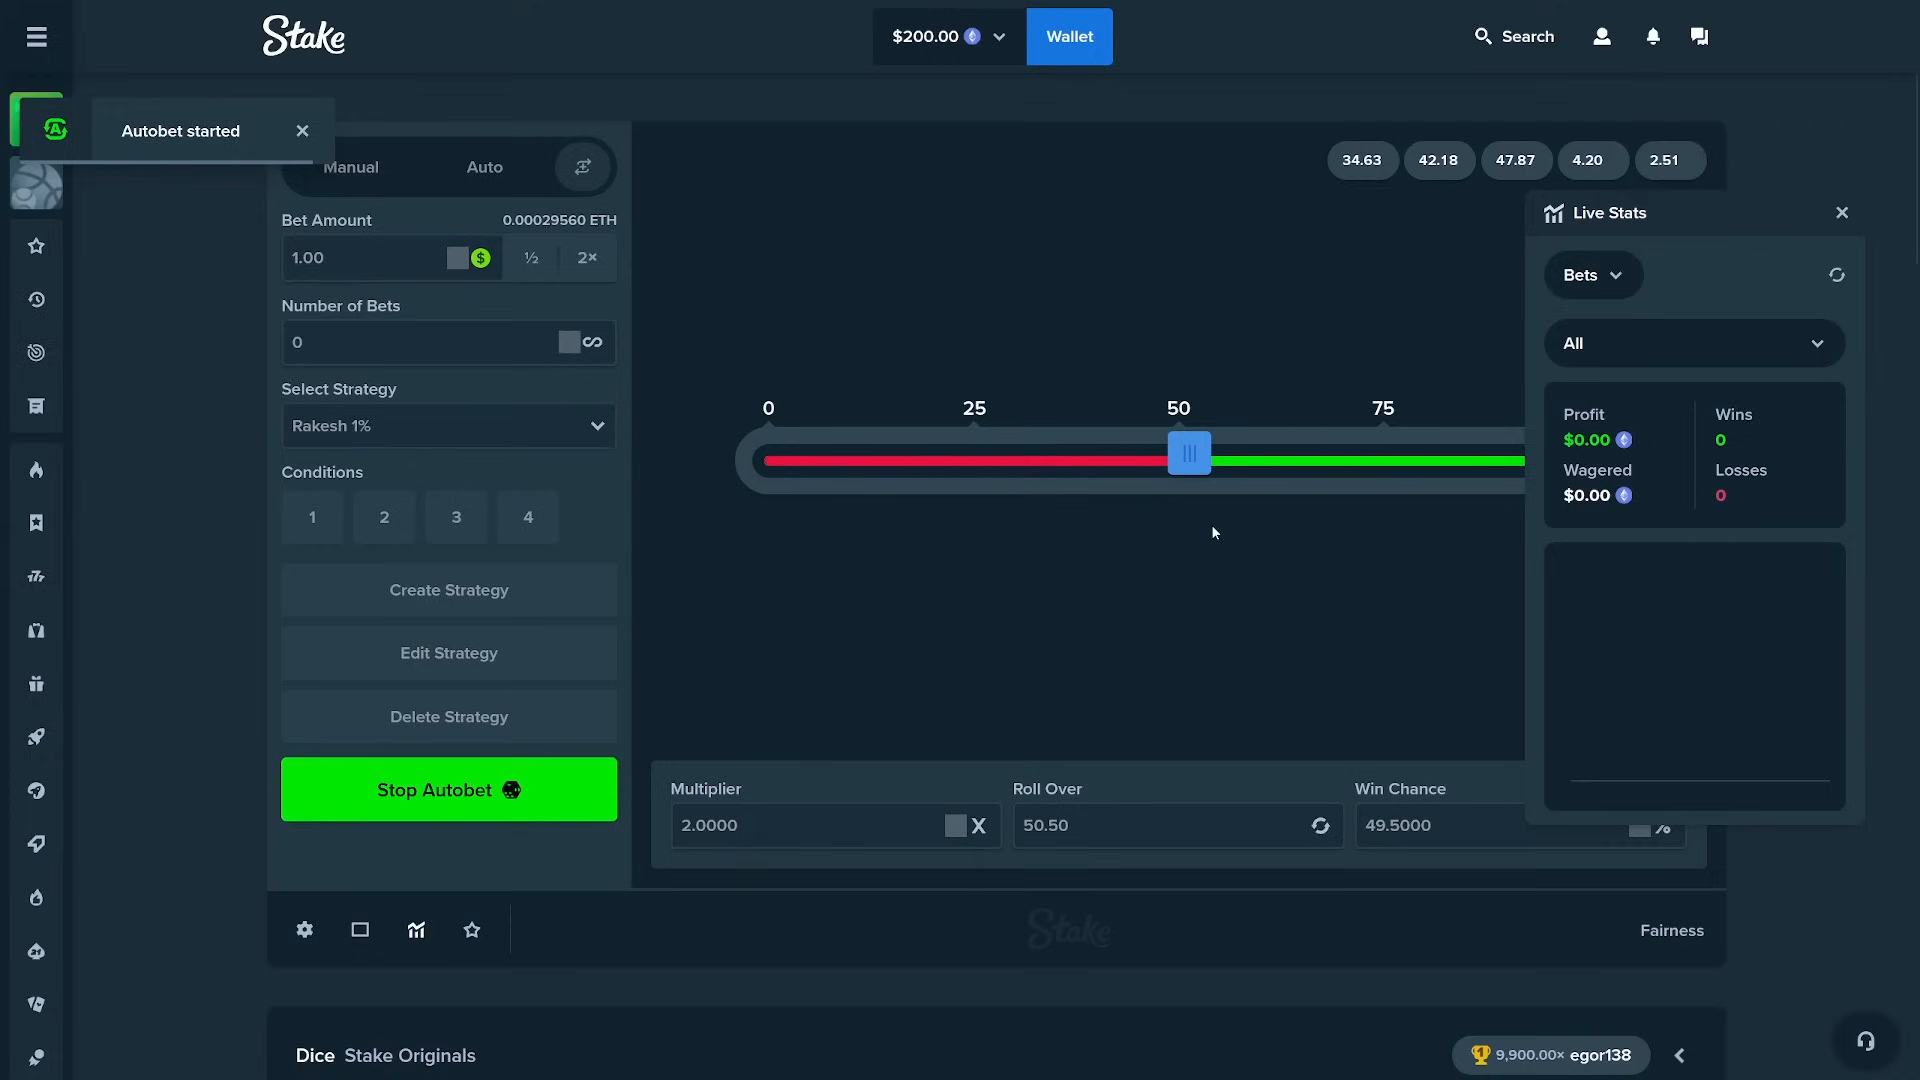 Stake
$200.00
Wallet
Search
Autobet started
Manual
Auto
34.63
42.18
47.87
4.20
2.51
Bet Amount
0.00029560 ETH
1.00
$
½
2×
Number of Bets
0
∞
Select Strategy
Rakesh 1%
Conditions
1
2
3
4
Create Strategy
Edit Strategy
Delete Strategy
Stop Autobet
0
25
50
75
Live Stats
Bets
All
Profit
$0.00
Wins
0
Wagered
$0.00
Losses
0
Multiplier
2.0000
X
Roll Over
50.50
Win Chance
49.5000
%
Stake
Fairness
Dice Stake Originals
9,900.00× egor138